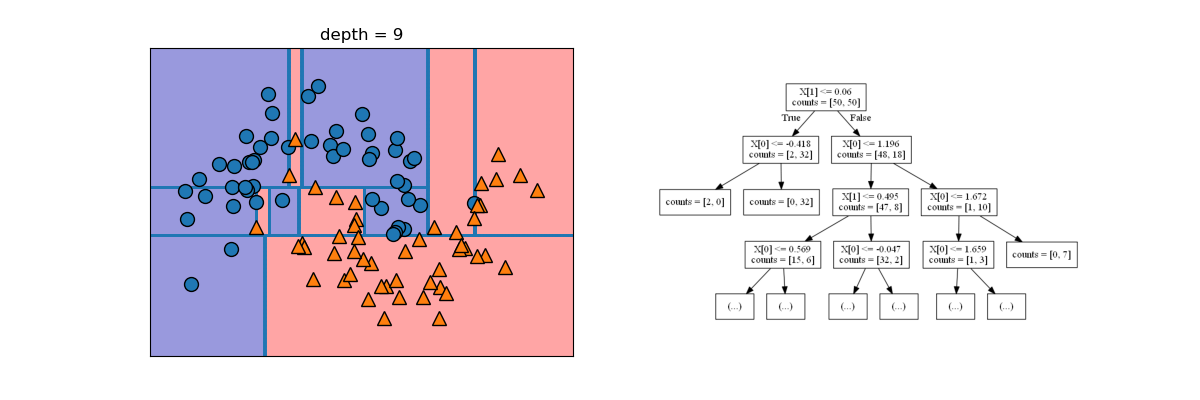 depth = 9
X[1] <= 0.06
counts = [50, 50]
True
False
X[0] <= -0.418
counts = [2, 32]
X[0] <= 1.196
counts = [48, 18]
counts = [2, 0]
counts = [0, 32]
X[1] <= 0.495
counts = [47, 8]
X[0] <= 1.672
counts = [1, 10]
X[0] <= 0.569
counts = [15, 6]
X[0] <= -0.047
counts = [32, 2]
X[0] <= 1.659
counts = [1, 3]
counts = [0, 7]
(...)
(...)
(...)
(...)
(...)
(...)